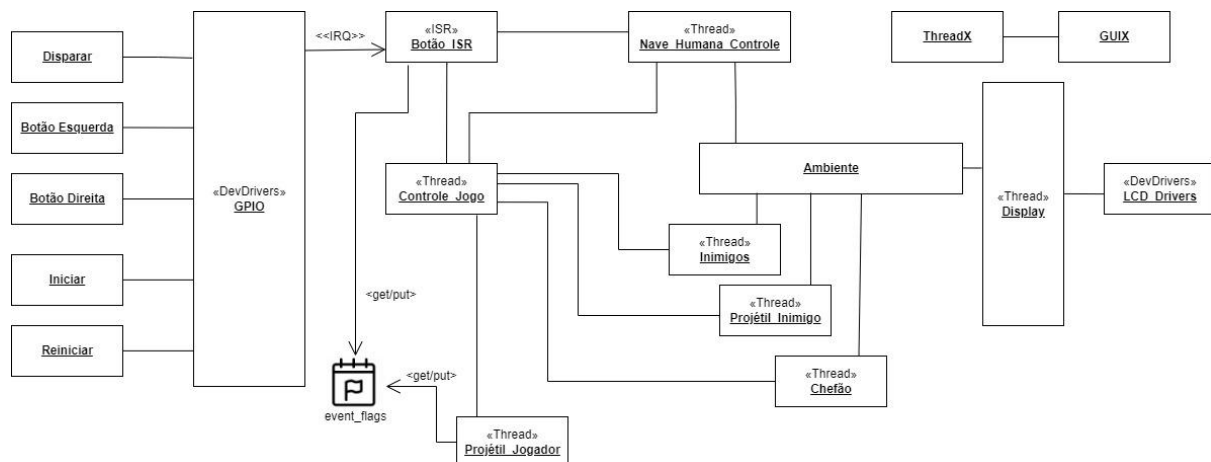 Disparar
Botão Esquerda
Botão Direita
Iniciar
Reiniciar
«DevDrivers»
GPIO
<<IRQ>>
«ISR»
Botão_ISR
«Thread»
Nave_Humana_Controle
ThreadX
GUIX
«Thread»
Controle_Jogo
Ambiente
«Thread»
Display
«DevDrivers»
LCD_Drivers
«Thread»
Inimigos
«Thread»
Projétil_Inimigo
«Thread»
Chefão
<get/put>
<get/put>
event_flags
«Thread»
Projétil_Jogador